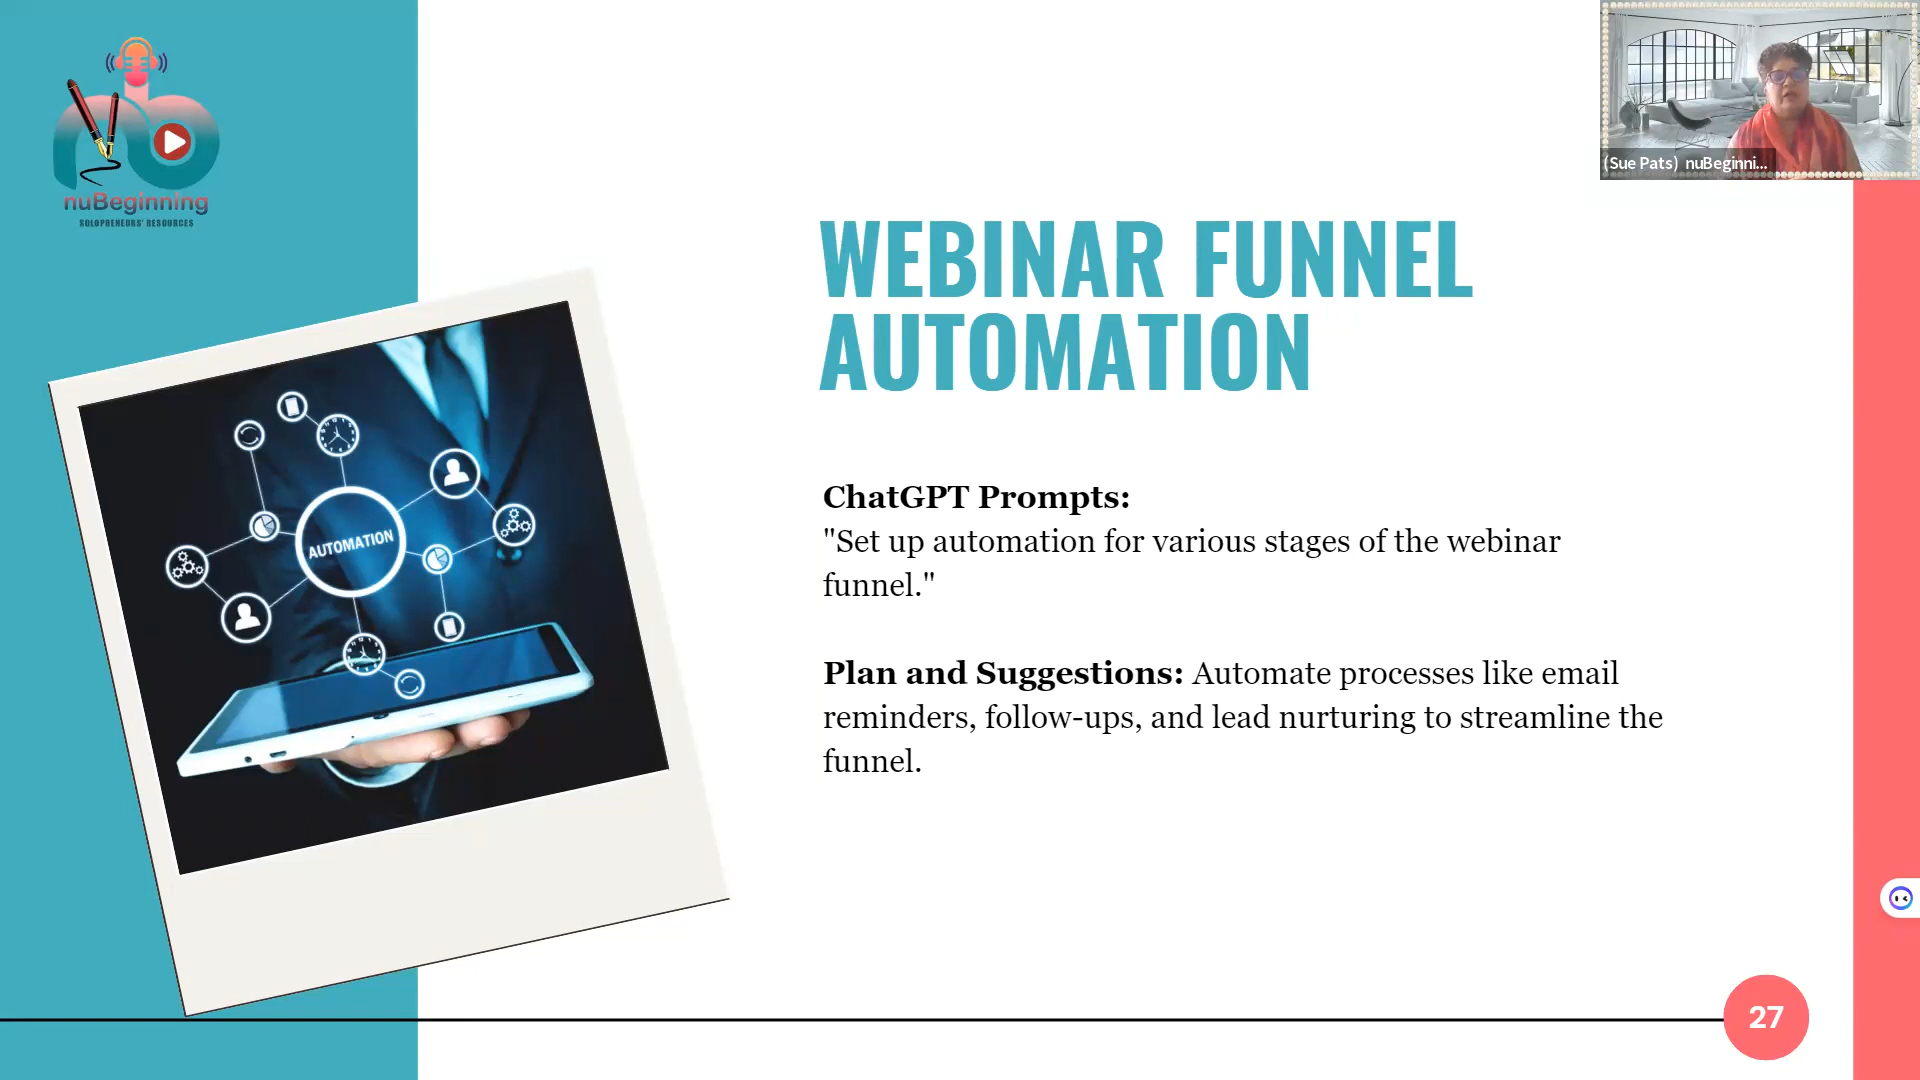 nuBeginning
SOLOPRENEURS' RESOURCES
(Sue Pats) nuBeginni...
WEBINAR FUNNEL
AUTOMATION
AUTOMATION
ChatGPT Prompts:
"Set up automation for various stages of the webinar
funnel."
Plan and Suggestions: Automate processes like email
reminders, follow-ups, and lead nurturing to streamline the
funnel.
27